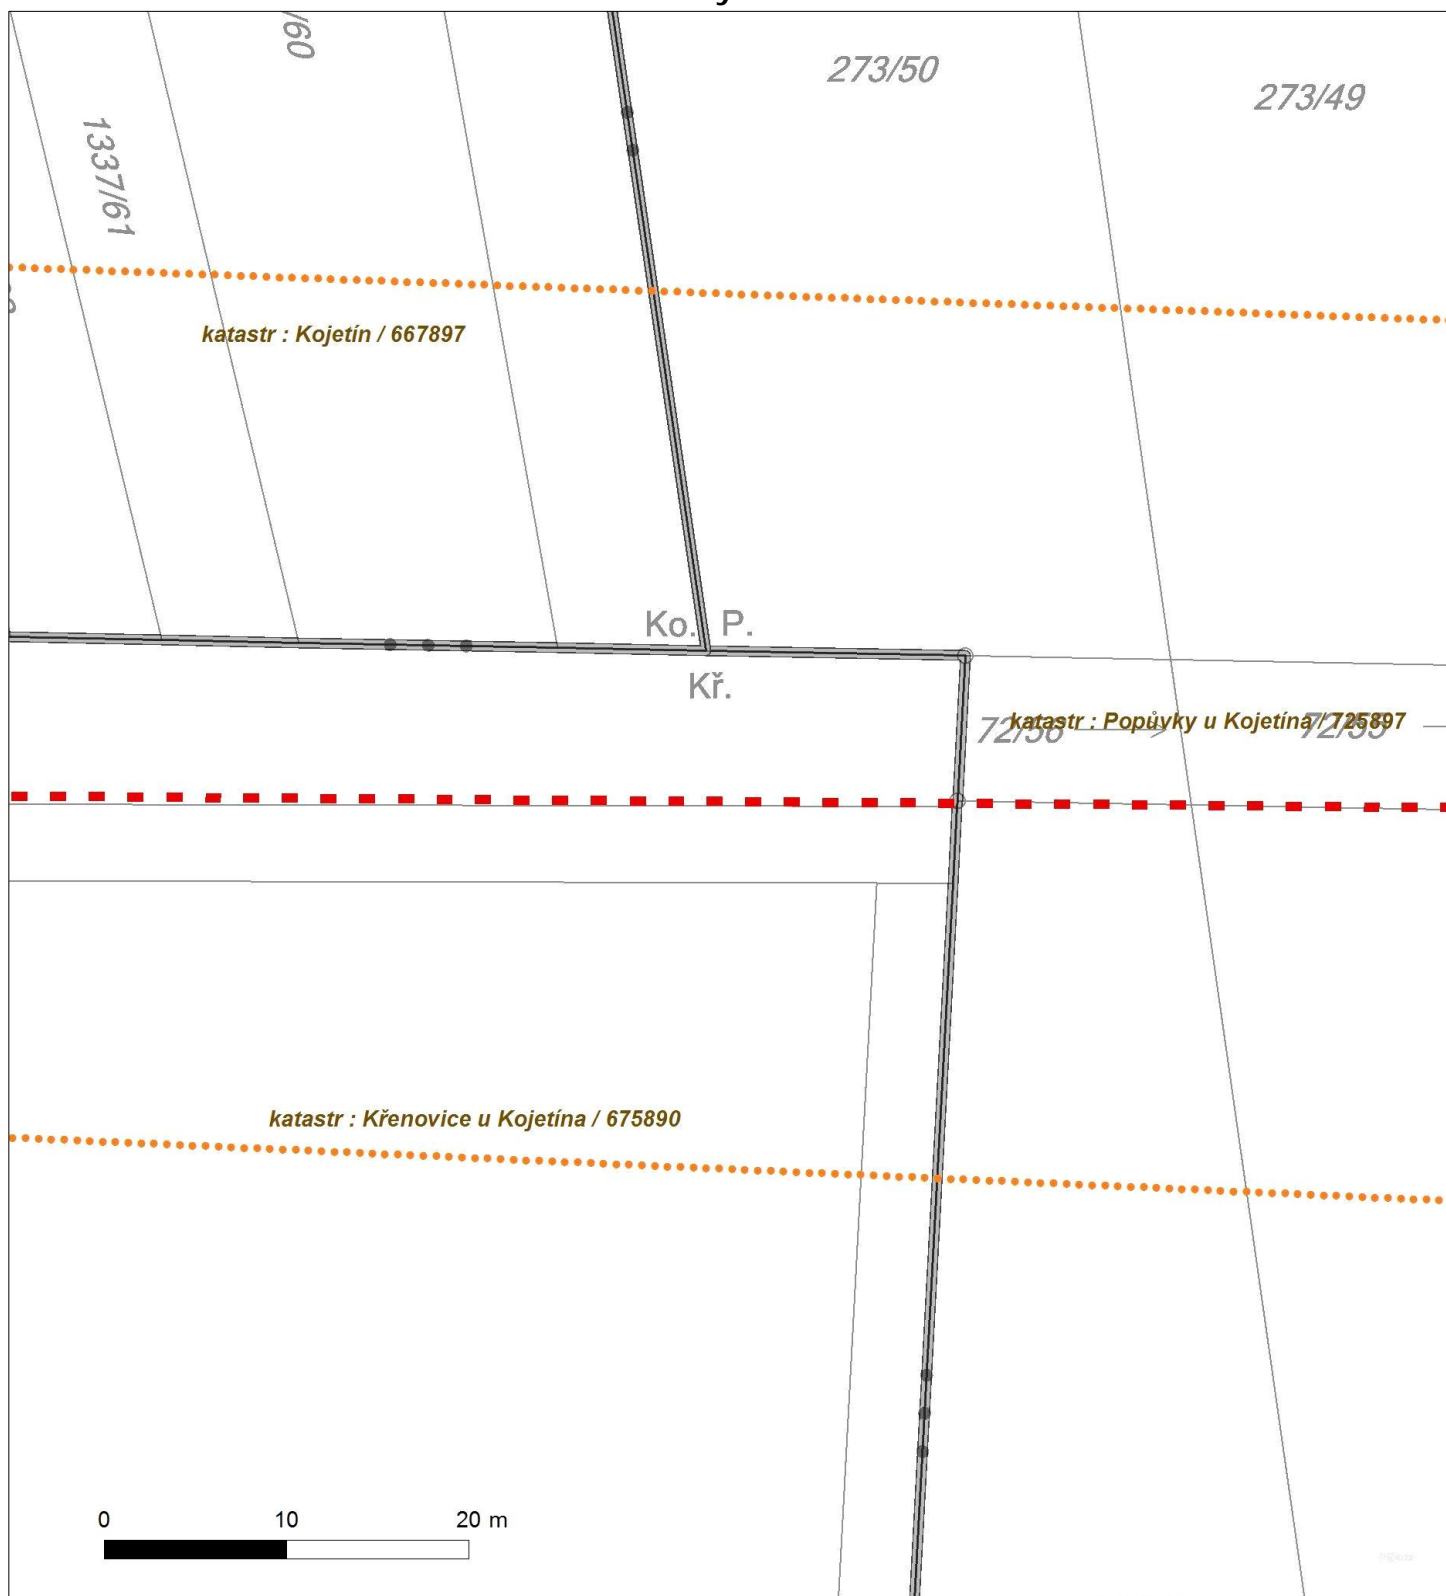 /60
273/50
273/49
1337/61
katastr : Kojetín / 667897
Ko. P.
Kř.
72/56
katastr : Popůvky u Kojetína / 725897
72/55
katastr : Křenovice u Kojetína / 675890
0 10 20 m